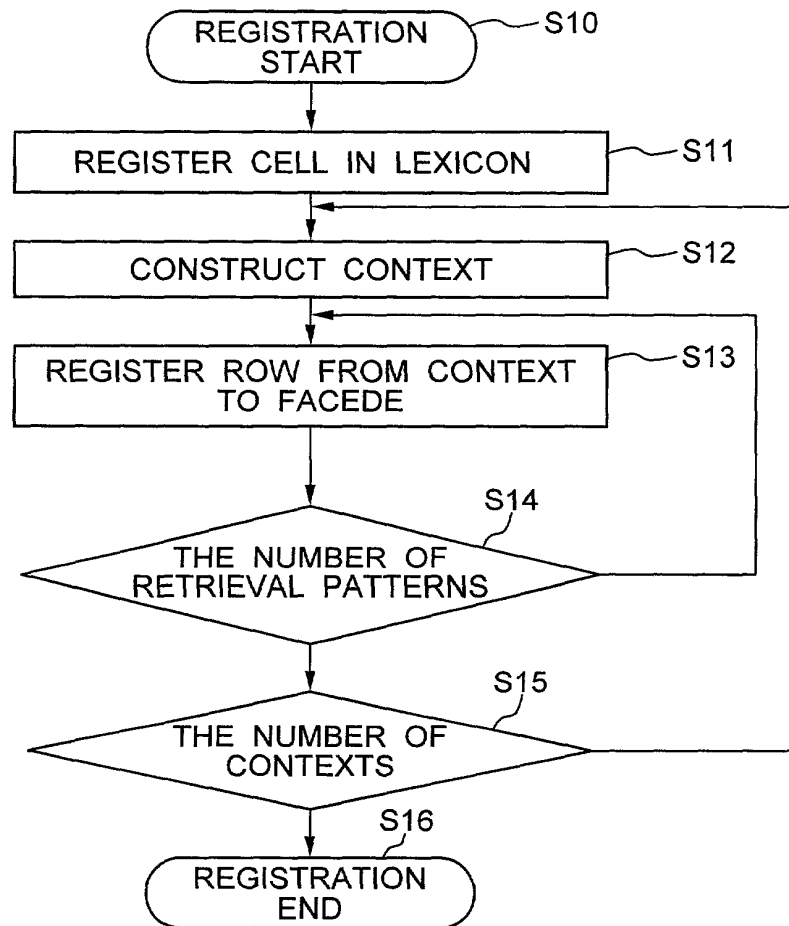 REGISTRATION
START
S10
REGISTER CELL IN LEXICON
S11
CONSTRUCT CONTEXT
S12
REGISTER ROW FROM CONTEXT
TO FACEDE
S13
S14
THE NUMBER OF
RETRIEVAL PATTERNS
S15
THE NUMBER OF
CONTEXTS
S16
REGISTRATION
END